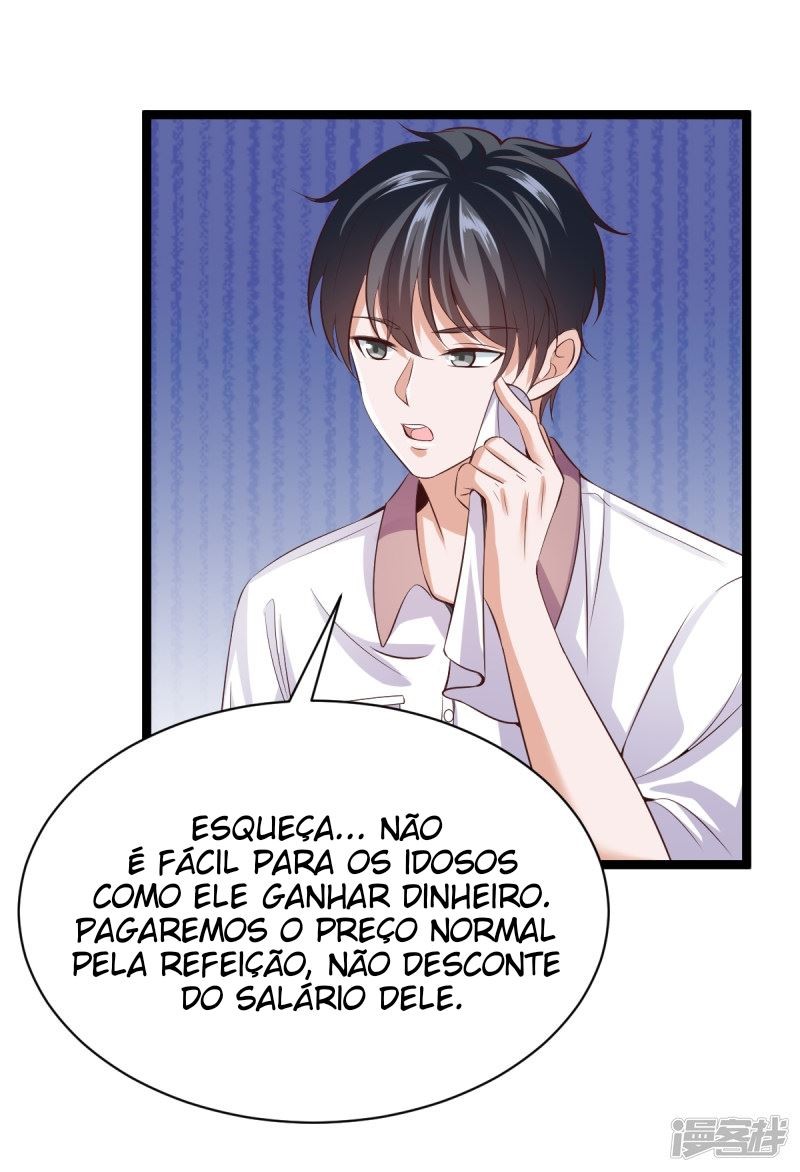 ESQUEÇA... NÃO
É FÁCIL PARA OS IDOSOS
COMO ELE GANHAR DINHEIRO.
PAGAREMOS O PREÇO NORMAL
PELA REFEIÇÃO, NÃO DESCONTE
DO SALÁRIO DELE.
漫客栈